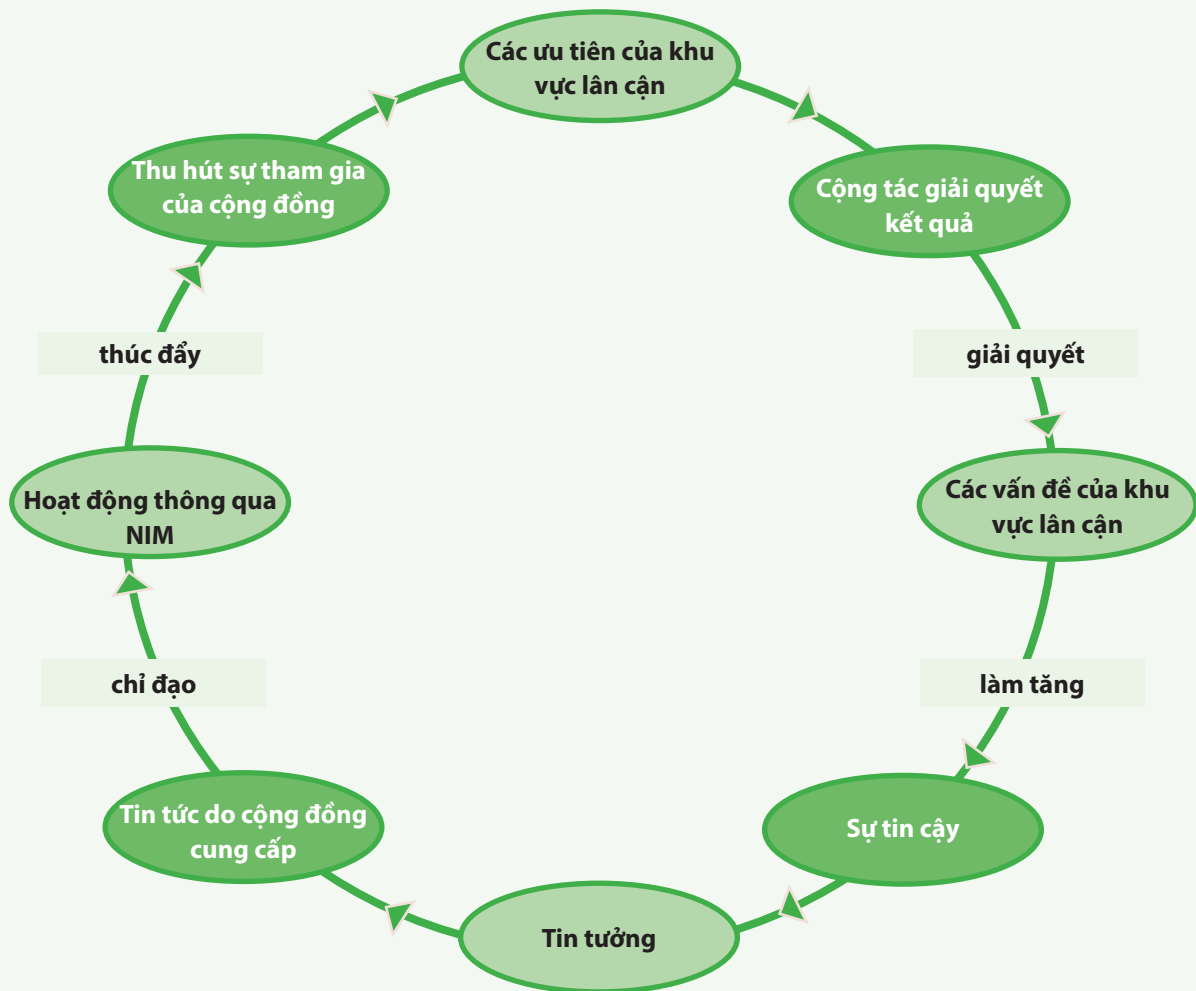 Các ưu tiên của khu
vực lân cận
Cộng tác giải quyết
kết quả
giải quyết
Các vấn đề của khu
vực lân cận
làm tăng
Sự tin cậy
Tin tưởng
Tin tức do cộng đồng
cung cấp
chỉ đạo
Hoạt động thông qua
NIM
thúc đẩy
Thu hút sự tham gia
của cộng đồng